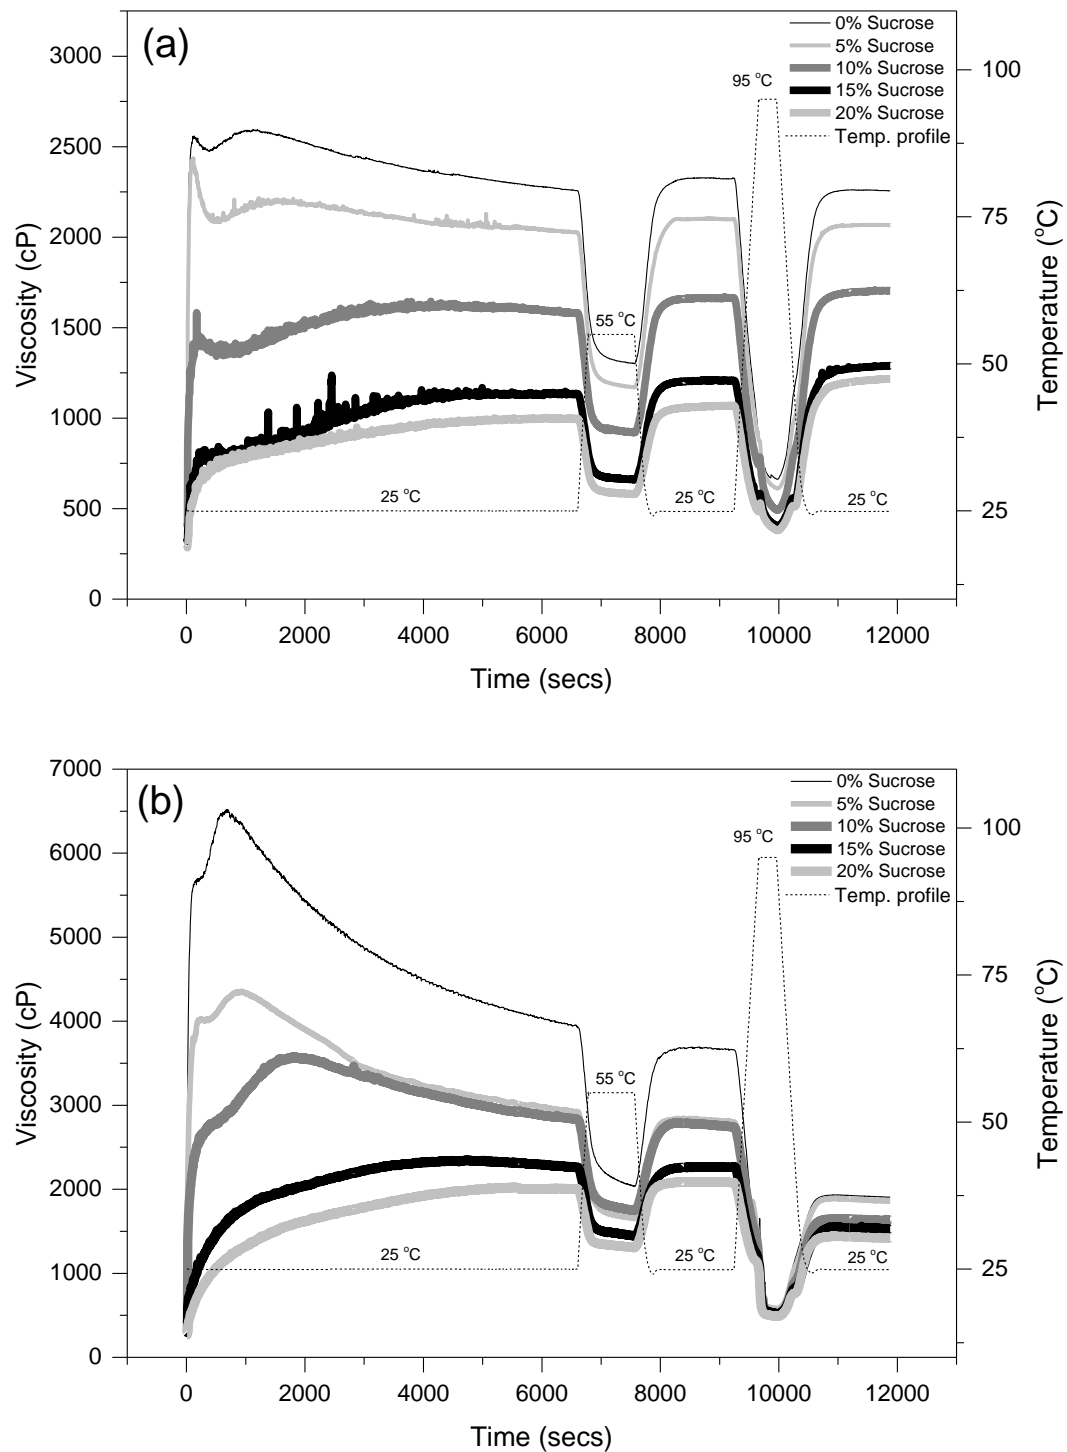 (a)
0% Sucrose
5% Sucrose
10% Sucrose
15% Sucrose
20% Sucrose
Temp. profile
95 °C
55 °C
25 °C
25 °C
25 °C
3000
2500
2000
1500
1000
500
0
Viscosity (cP)
100
75
50
25
Temperature (°C)
0 2000 4000 6000 8000 10000 12000
Time (secs)
(b)
0% Sucrose
5% Sucrose
10% Sucrose
15% Sucrose
20% Sucrose
Temp. profile
95 °C
55 °C
25 °C
25 °C
25 °C
7000
6000
5000
4000
3000
2000
1000
0
Viscosity (cP)
100
75
50
25
Temperature (°C)
0 2000 4000 6000 8000 10000 12000
Time (secs)